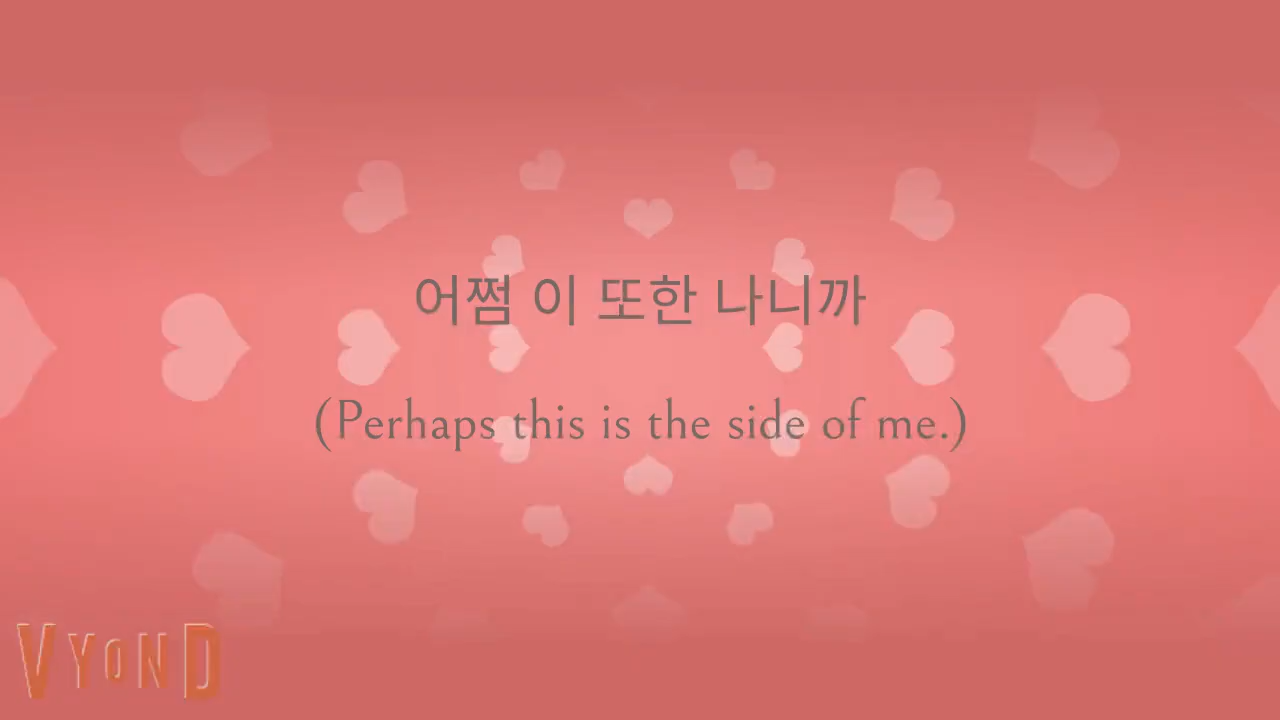 어쩜 이 또한 나니까
(Perhaps this is the side of me.)
VYOND